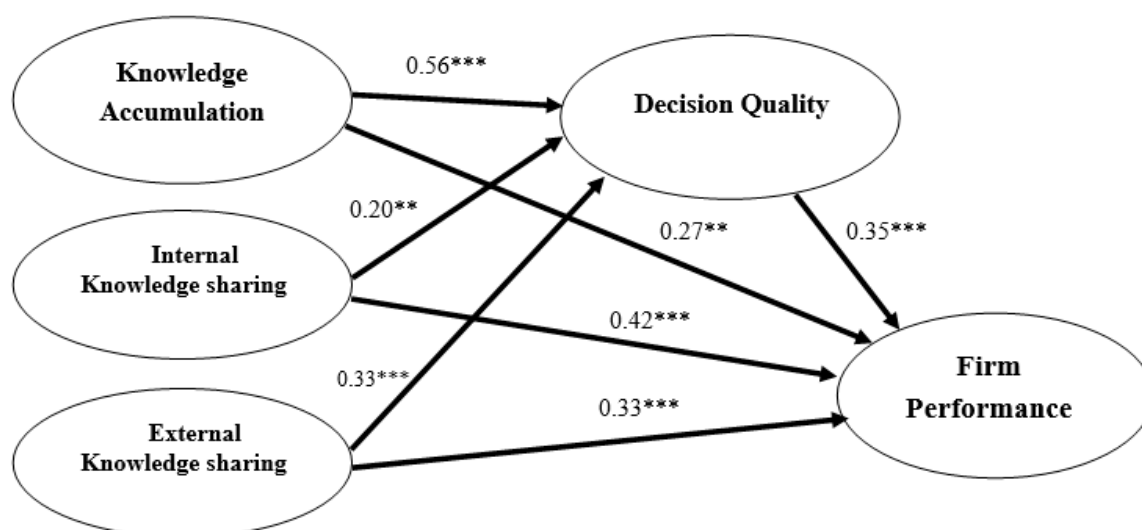 Knowledge
Accumulation
0.56***
Decision Quality
0.20**
0.27**
0.35***
Internal
Knowledge sharing
0.42***
0.33***
0.33***
Firm
Performance
External
Knowledge sharing